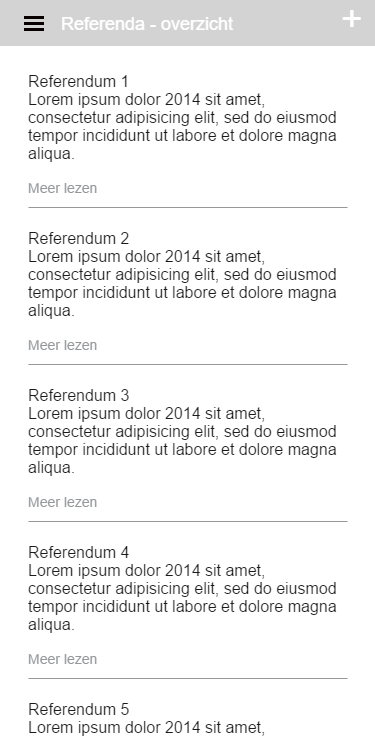 Referenda - overzicht
Referendum 1
Lorem ipsum dolor 2014 sit amet,
consectetur adipisicing elit, sed do eiusmod
tempor incididunt ut labore et dolore magna
aliqua.
Meer lezen
Referendum 2
Lorem ipsum dolor 2014 sit amet,
consectetur adipisicing elit, sed do eiusmod
tempor incididunt ut labore et dolore magna
aliqua.
Meer lezen
Referendum 3
Lorem ipsum dolor 2014 sit amet,
consectetur adipisicing elit, sed do eiusmod
tempor incididunt ut labore et dolore magna
aliqua.
Meer lezen
Referendum 4
Lorem ipsum dolor 2014 sit amet,
consectetur adipisicing elit, sed do eiusmod
tempor incididunt ut labore et dolore magna
aliqua.
Meer lezen
Referendum 5
Lorem ipsum dolor 2014 sit amet,